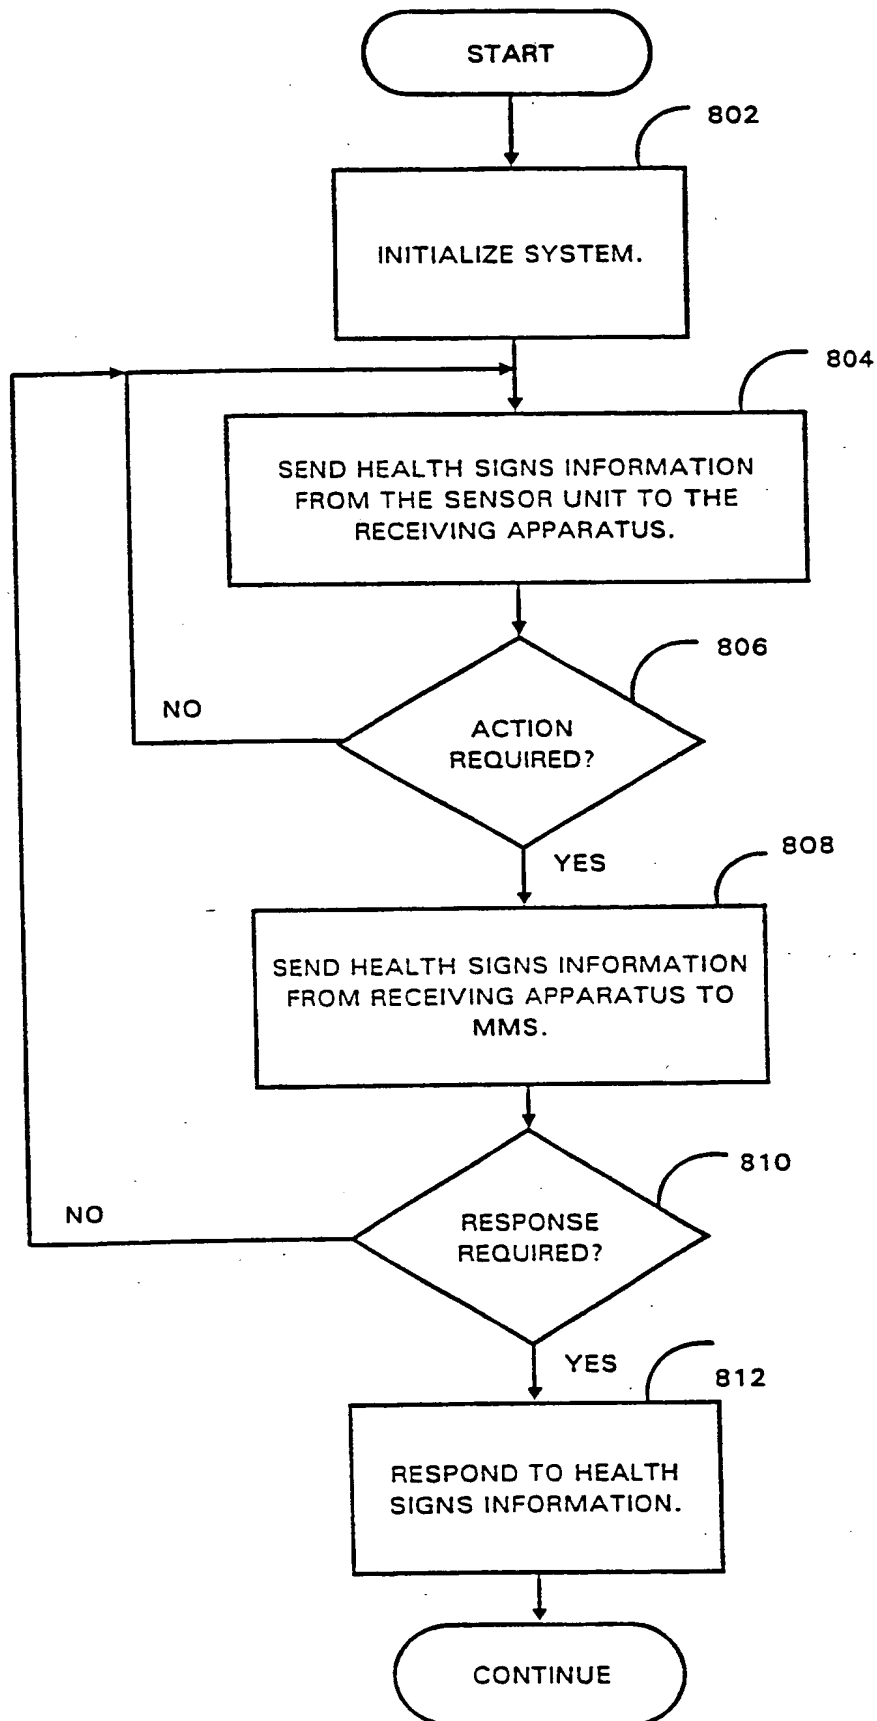 START
802
INITIALIZE SYSTEM.
804
SEND HEALTH SIGNS INFORMATION
FROM THE SENSOR UNIT TO THE
RECEIVING APPARATUS.
806
NO
ACTION
REQUIRED?
YES
808
SEND HEALTH SIGNS INFORMATION
FROM RECEIVING APPARATUS TO
MMS.
810
NO
RESPONSE
REQUIRED?
YES
812
RESPOND TO HEALTH
SIGNS INFORMATION.
CONTINUE